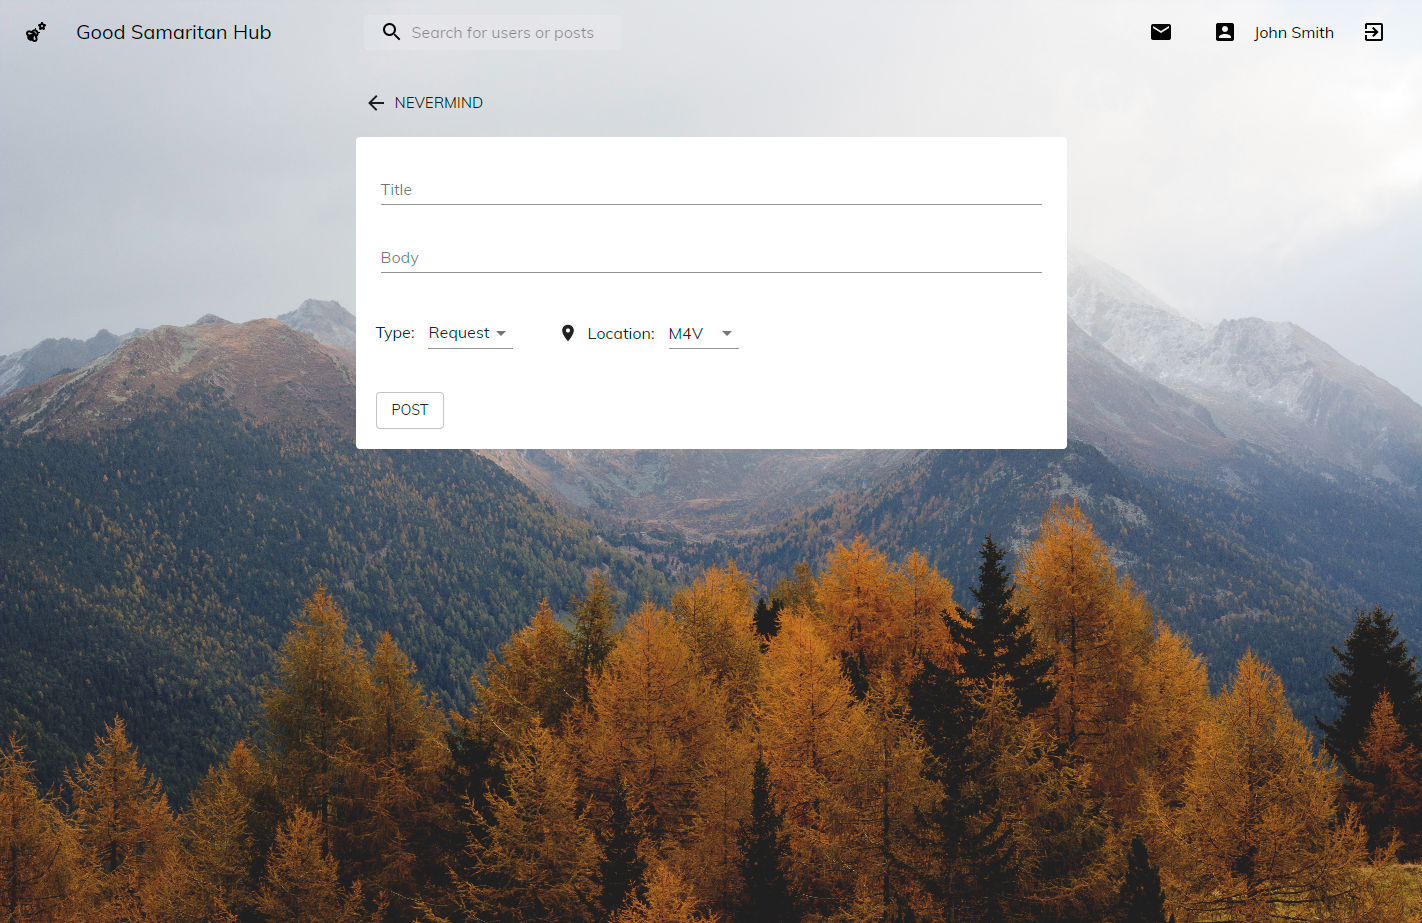 Good Samaritan Hub
Search for users or posts
John Smith
NEVERMIND
Title
Body
Type: Request
Location: M4V
POST